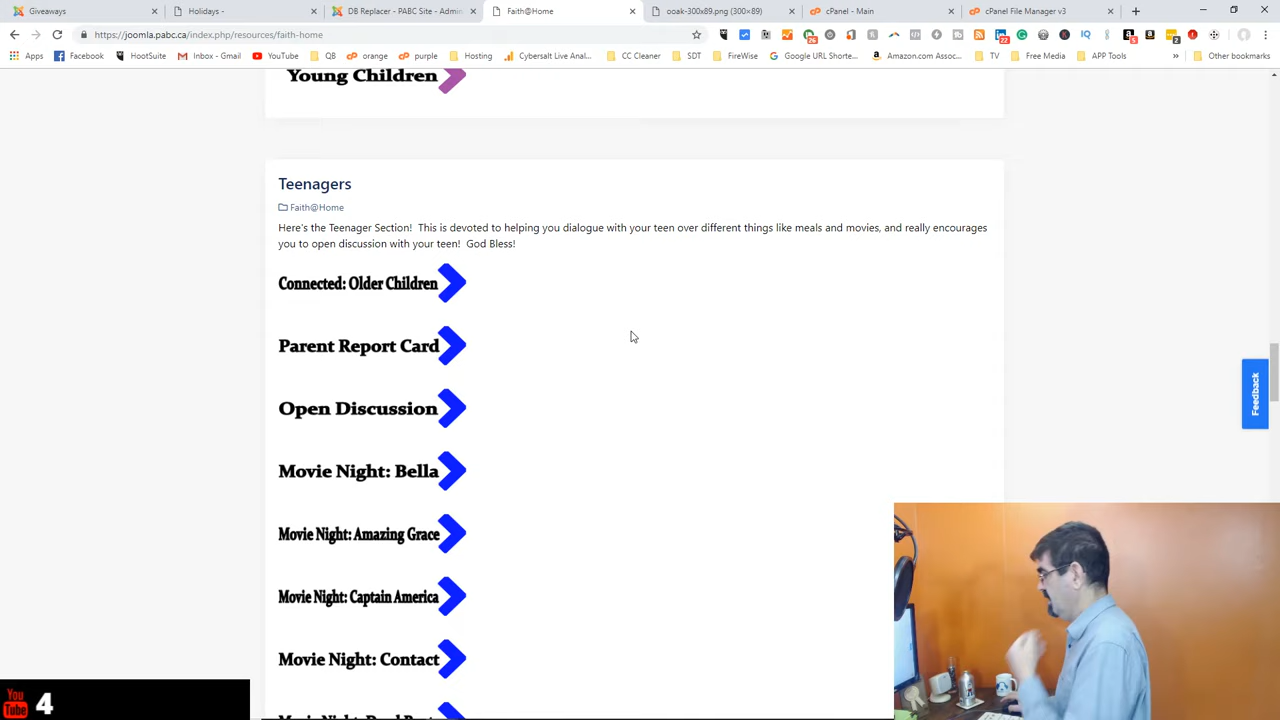 Giveaways
Holidays -
DB Replacer - PABC Site - Admin
Faith@Home
ooak-300x89.png (300×89)
cPanel - Main
cPanel File Manager v3
https://joomla.pabc.ca/index.php/resources/faith-home
Apps
Facebook
HootSuite
Inbox - Gmail
YouTube
QB
orange
purple
Hosting
Cybersalt Live Anal...
CC Cleaner
SDT
FireWise
Google URL Shorte...
Amazon.com Assoc...
TV
Free Media
APP Tools
Other bookmarks
Young Children
Teenagers
Faith@Home
Here's the Teenager Section! This is devoted to helping you dialogue with your teen over different things like meals and movies, and really encourages
you to open discussion with your teen! God Bless!
Connected: Older Children
Parent Report Card
Open Discussion
Movie Night: Bella
Movie Night: Amazing Grace
Movie Night: Captain America
Movie Night: Contact
Feedback
You
Tube
4